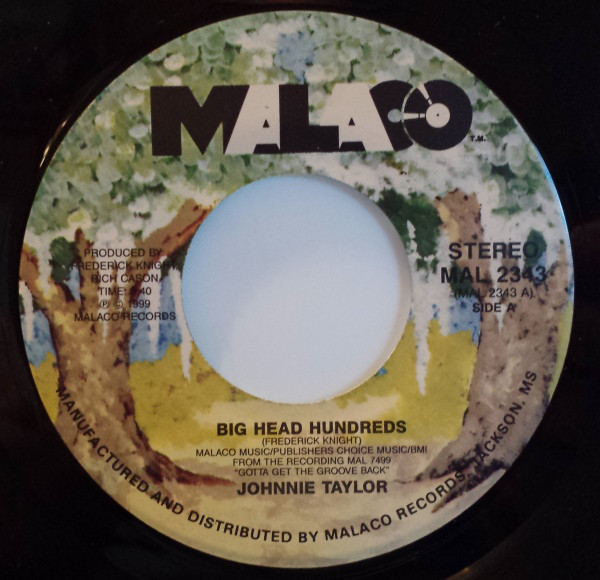 MALACO
T.M.
PRODUCED BY
FREDERICK KNIGHT,
RICH CASON
TIME: :40
℗ © 1999
MALACO RECORDS
STEREO
MAL 2343
(MAL 2343 A)
SIDE A
BIG HEAD HUNDREDS
(FREDERICK KNIGHT)
MALACO MUSIC/PUBLISHERS CHOICE MUSIC/BMI
FROM THE RECORDING MAL 7499
"GOTTA GET THE GROOVE BACK"
JOHNNIE TAYLOR
MANUFACTURED AND DISTRIBUTED BY MALACO RECORDS, JACKSON, MS